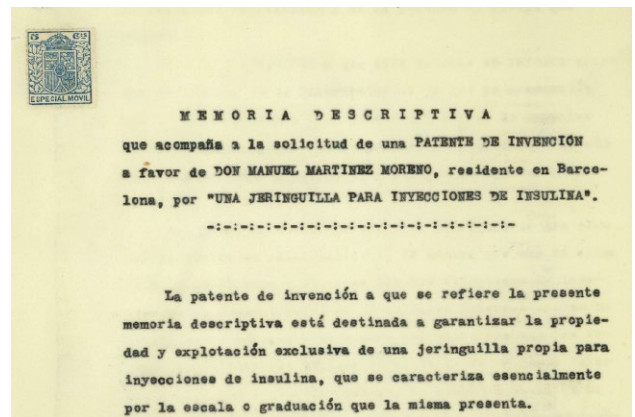 5 Cts
ESPECIAL MOVIL
MEMORIA DESCRIPTIVA
que acompaña a la solicitud de una PATENTE DE INVENCIÓN
a favor de DON MANUEL MARTINEZ MORENO, residente en Barce-
lona, por "UNA JERINGUILLA PARA INYECCIONES DE INSULINA".
-:-:-:-:-:-:-:-:-:-:-:-:-:-:-:-:-:-
La patente de invención a que se refiere la presente
memoria descriptiva está destinada a garantizar la propie-
dad y explotación exclusiva de una jeringuilla propia para
inyecciones de insulina, que se caracteriza esencialmente
por la escala o graduación que la misma presenta.